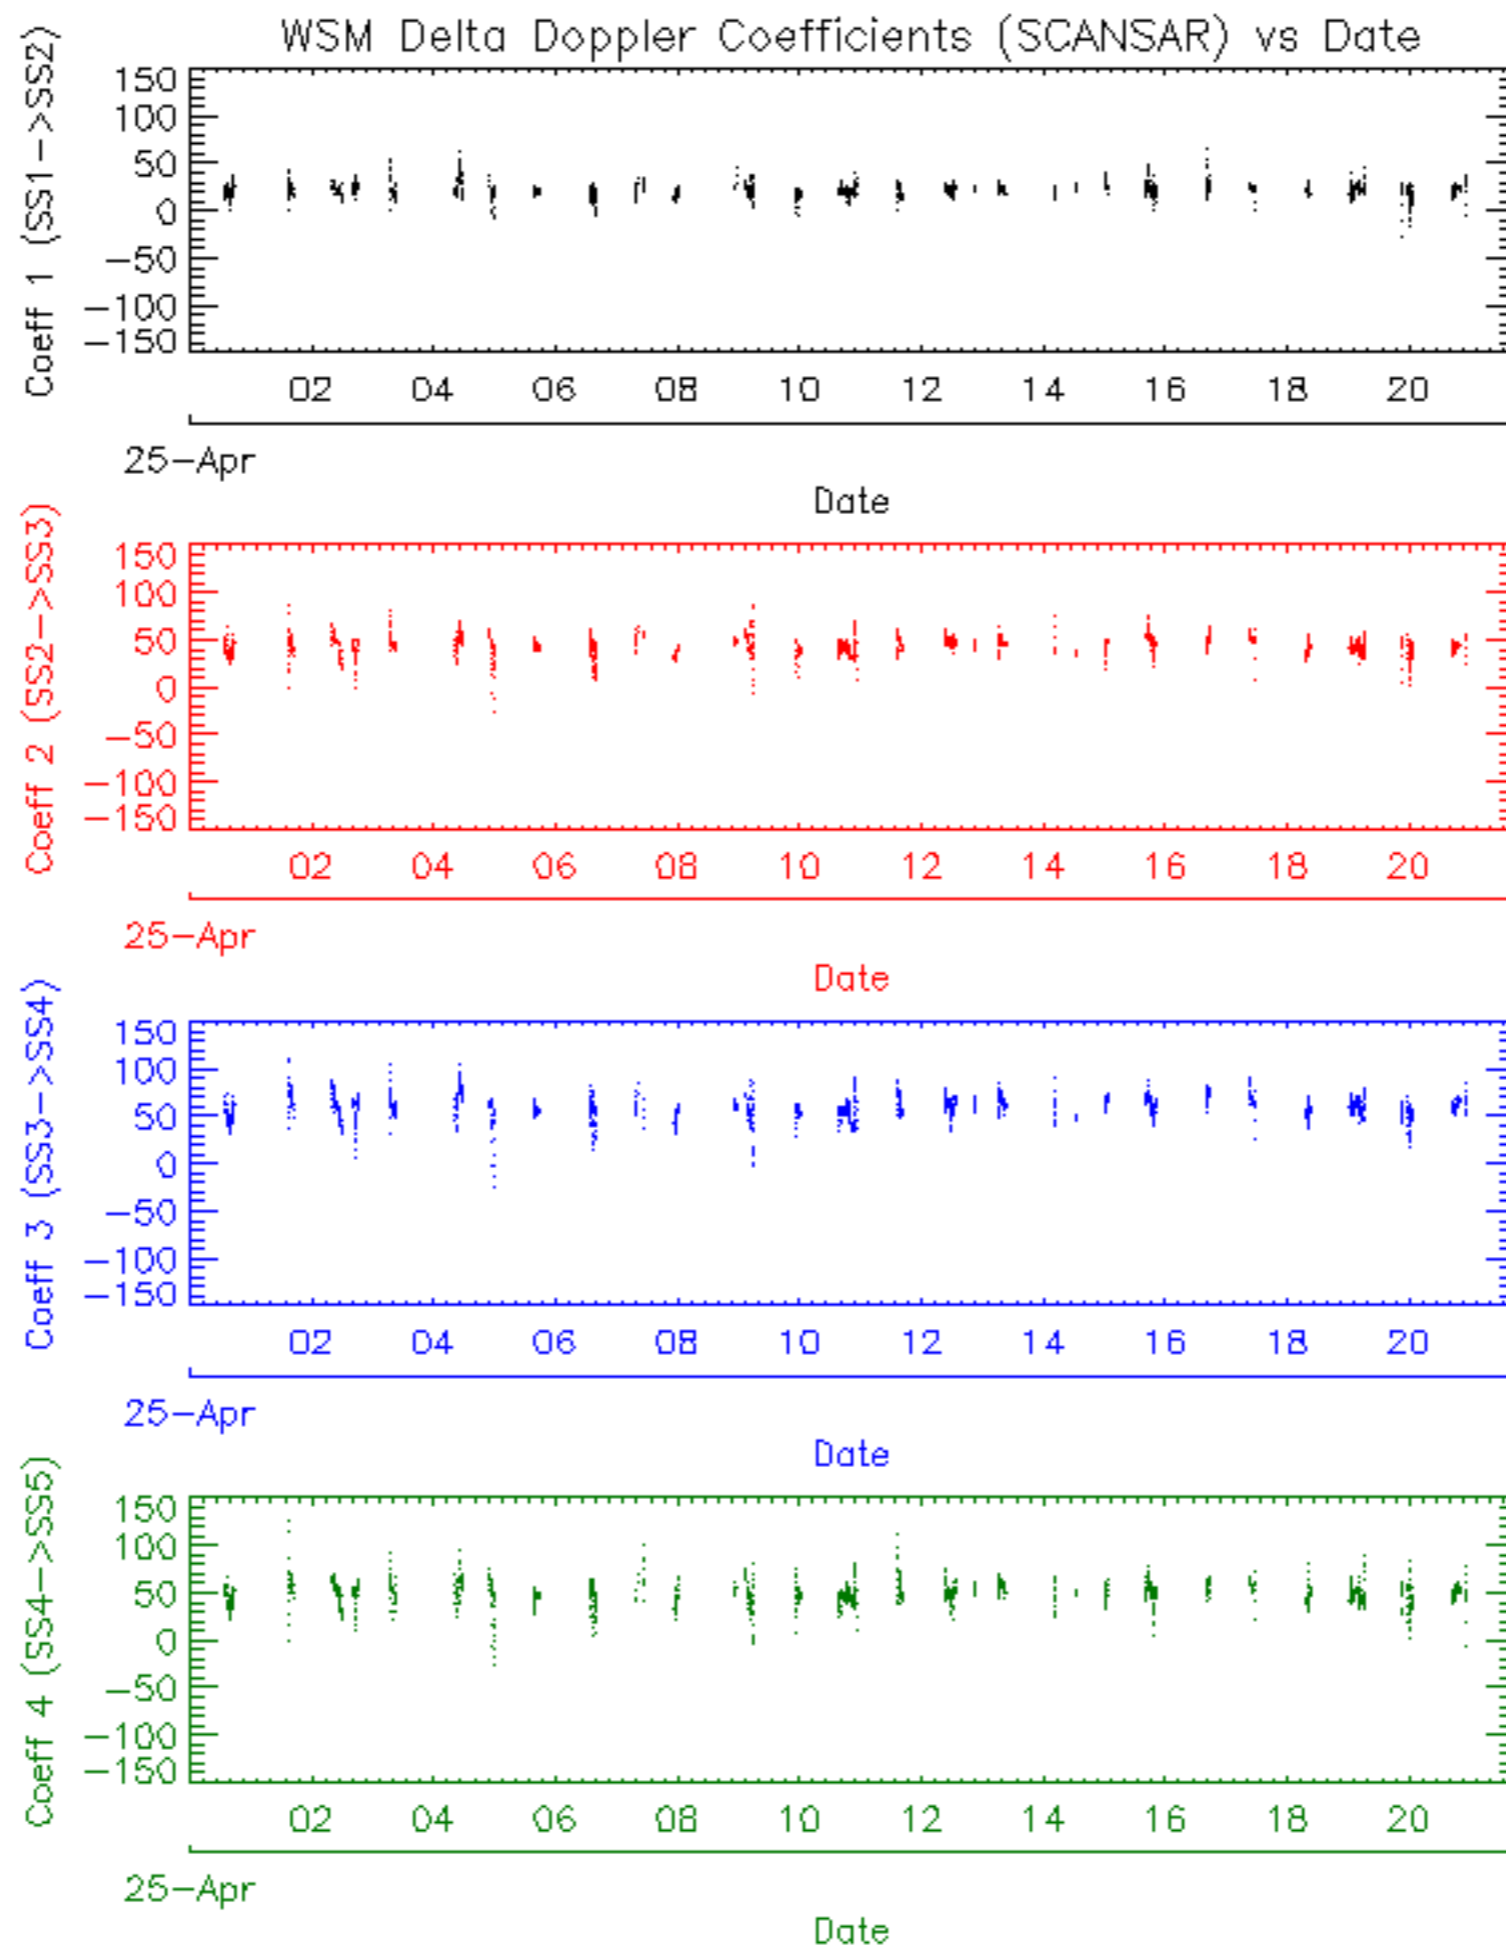 WSM Delta Doppler Coefficients (SCANSAR) vs Date
Coeff 1 (SS1->SS2)
150
100
50
0
-50
-100
-150
02 04 06 08 10 12 14 16 18 20
25-Apr
Date
Coeff 2 (SS2->SS3)
150
100
50
0
-50
-100
-150
02 04 06 08 10 12 14 16 18 20
25-Apr
Date
Coeff 3 (SS3->SS4)
150
100
50
0
-50
-100
-150
02 04 06 08 10 12 14 16 18 20
25-Apr
Date
Coeff 4 (SS4->SS5)
150
100
50
0
-50
-100
-150
02 04 06 08 10 12 14 16 18 20
25-Apr
Date